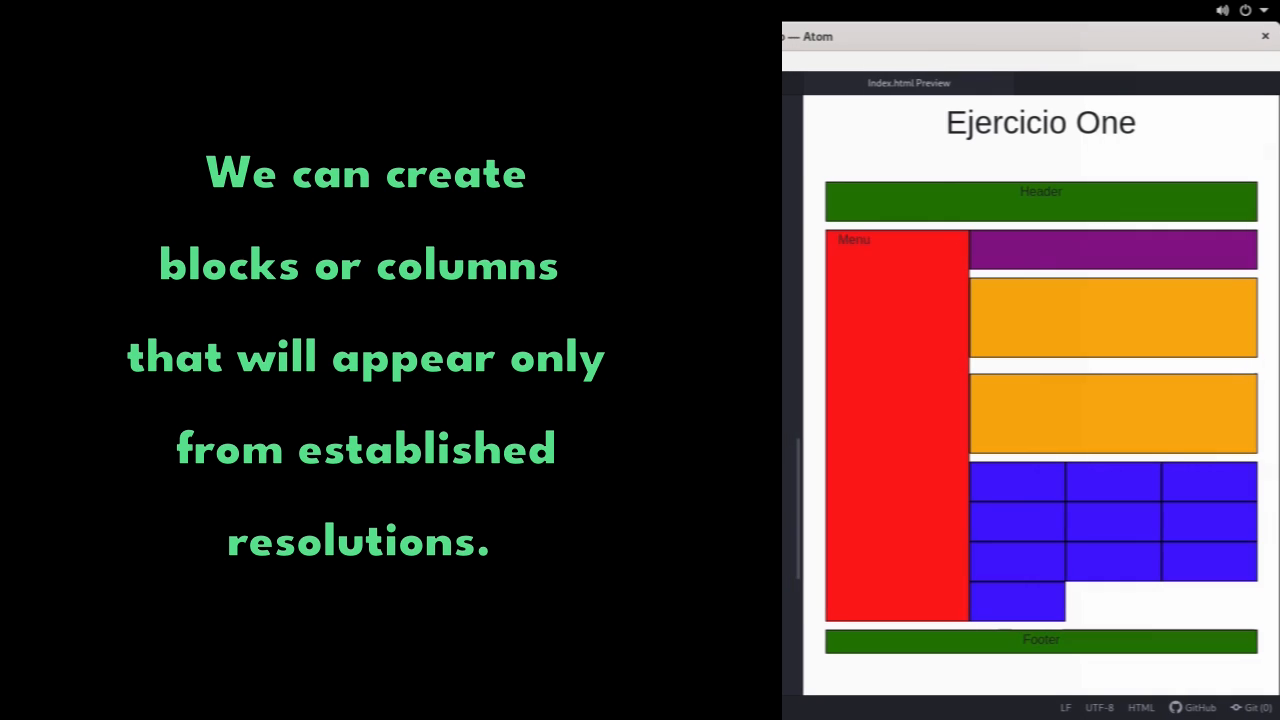 We can create
blocks or columns
that will appear only
from established
resolutions.
— Atom
Index.html Preview
Ejercicio One
Header
Menu
Footer
LF UTF-8 HTML GitHub Git (0)